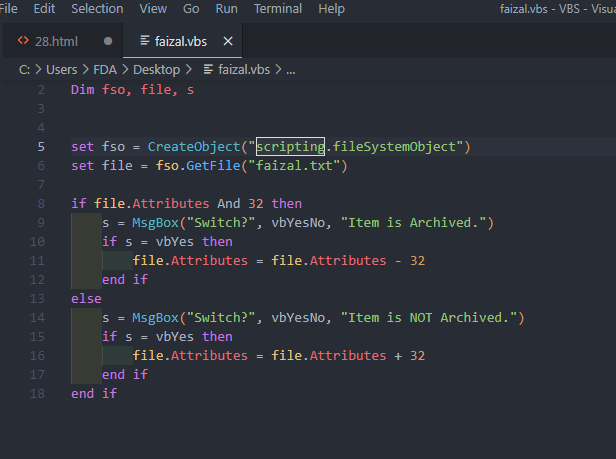 File Edit Selection View Go Run Terminal Help faizal.vbs - VBS - Visua
28.html faizal.vbs
C: > Users > FDA > Desktop > faizal.vbs > ...
2 Dim fso, file, s
3
4
5 set fso = CreateObject("scripting.fileSystemObject")
6 set file = fso.GetFile("faizal.txt")
7
8 if file.Attributes And 32 then
9 s = MsgBox("Switch?", vbYesNo, "Item is Archived.")
10 if s = vbYes then
11 file.Attributes = file.Attributes - 32
12 end if
13 else
14 s = MsgBox("Switch?", vbYesNo, "Item is NOT Archived.")
15 if s = vbYes then
16 file.Attributes = file.Attributes + 32
17 end if
18 end if